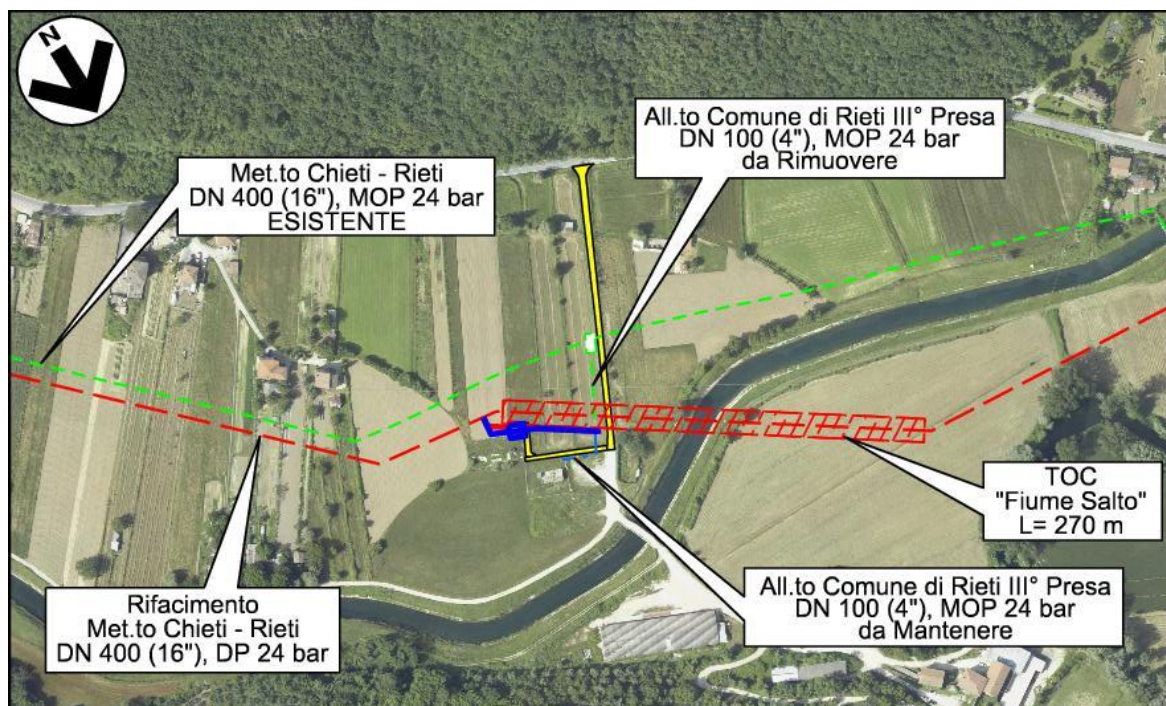 N
All.to Comune di Rieti III° Presa
DN 100 (4"), MOP 24 bar
da Rimuovere
Met.to Chieti - Rieti
DN 400 (16"), MOP 24 bar
ESISTENTE
TOC
"Fiume Salto"
L= 270 m
All.to Comune di Rieti III° Presa
DN 100 (4"), MOP 24 bar
da Mantenere
Rifacimento
Met.to Chieti - Rieti
DN 400 (16"), DP 24 bar